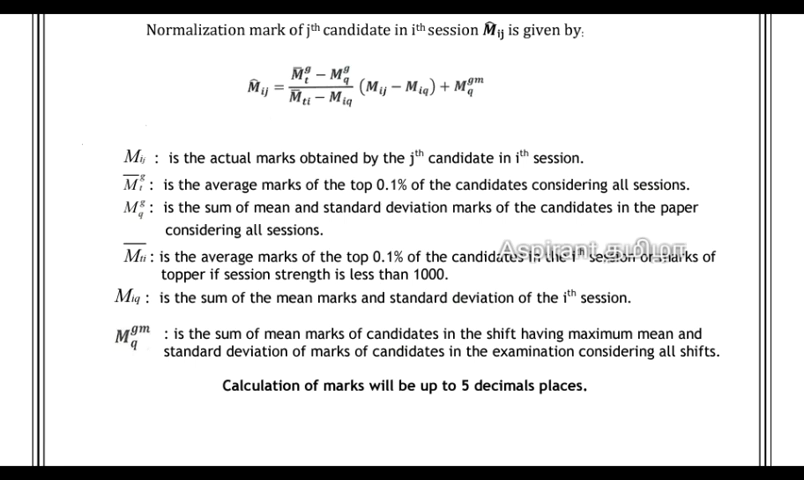 Normalization mark of jth candidate in ith session M̂ij is given by:
M̂ij = (M̄tg − Mqg) / (M̄ti − Miq) (Mij − Miq) + Mqgm
Mij : is the actual marks obtained by the jth candidate in ith session.
M̄tg : is the average marks of the top 0.1% of the candidates considering all sessions.
Mqg : is the sum of mean and standard deviation marks of the candidates in the paper
considering all sessions.
Aspirant தமிழா
M̄ti : is the average marks of the top 0.1% of the candidates in the ith session or marks of
topper if session strength is less than 1000.
Miq : is the sum of the mean marks and standard deviation of the ith session.
Mqgm : is the sum of mean marks of candidates in the shift having maximum mean and
standard deviation of marks of candidates in the examination considering all shifts.
Calculation of marks will be up to 5 decimals places.